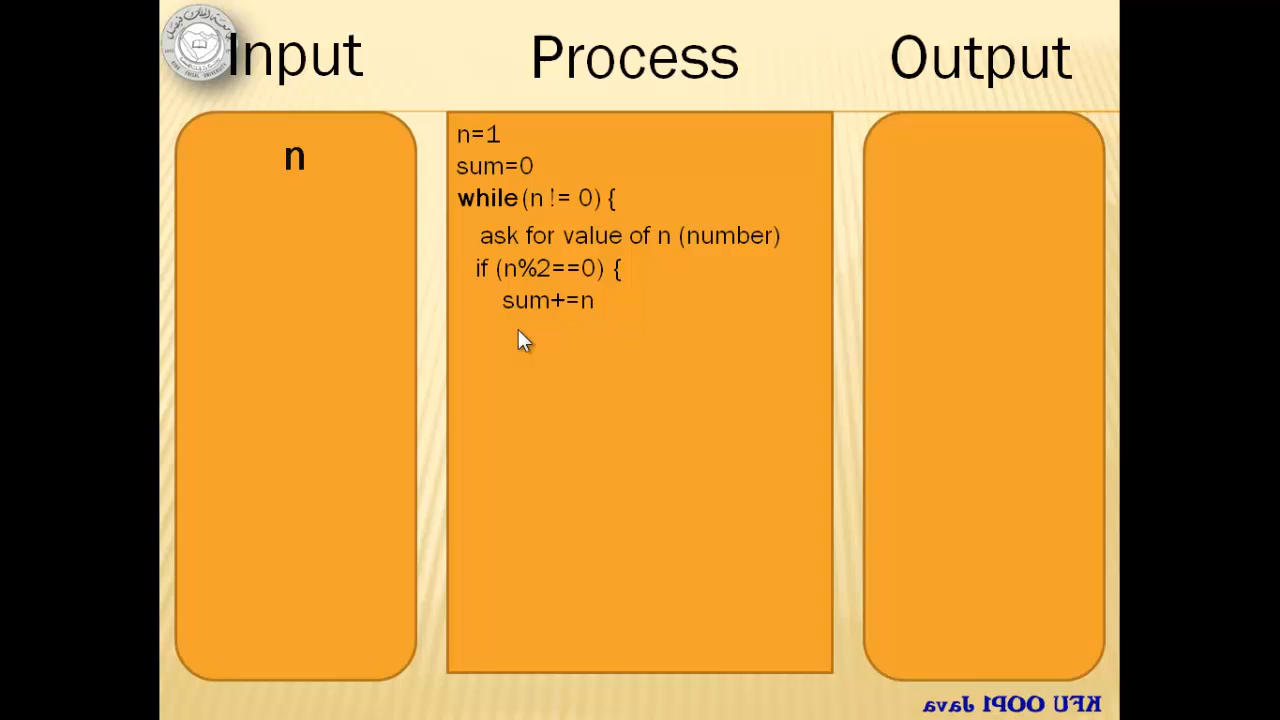 Input
Process
Output
n
n=1
sum=0
while (n != 0) {
ask for value of n (number)
if (n%2==0) {
sum+=n
KFU OOP1 Java